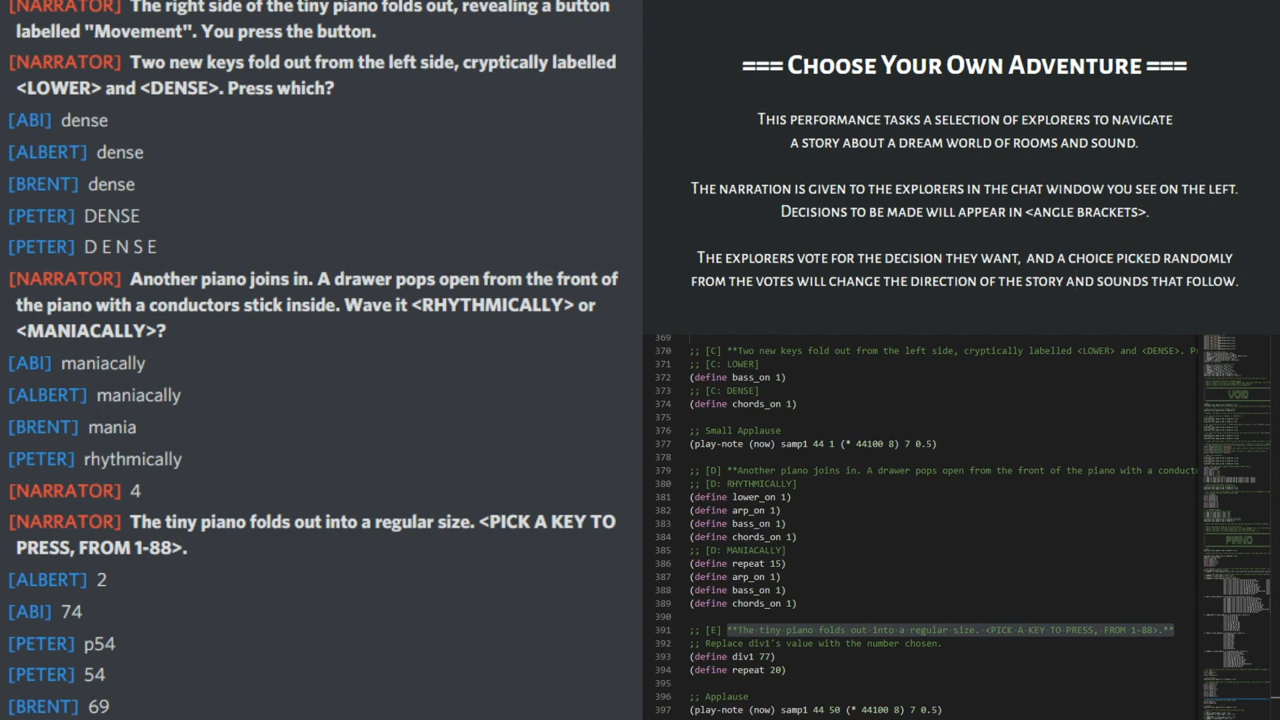 [NARRATOR] The right side of the tiny piano folds out, revealing a button
labelled "Movement". You press the button.
[NARRATOR] Two new keys fold out from the left side, cryptically labelled
<LOWER> and <DENSE>. Press which?
[ABI] dense
[ALBERT] dense
[BRENT] dense
[PETER] DENSE
[PETER] D E N S E
[NARRATOR] Another piano joins in. A drawer pops open from the front of
the piano with a conductors stick inside. Wave it <RHYTHMICALLY> or
<MANIACALLY>?
[ABI] maniacally
[ALBERT] maniacally
[BRENT] mania
[PETER] rhythmically
[NARRATOR] 4
[NARRATOR] The tiny piano folds out into a regular size. <PICK A KEY TO
PRESS, FROM 1-88>.
[ALBERT] 2
[ABI] 74
[PETER] p54
[PETER] 54
[BRENT] 69
=== CHOOSE YOUR OWN ADVENTURE ===
THIS PERFORMANCE TASKS A SELECTION OF EXPLORERS TO NAVIGATE
A STORY ABOUT A DREAM WORLD OF ROOMS AND SOUND.
THE NARRATION IS GIVEN TO THE EXPLORERS IN THE CHAT WINDOW YOU SEE ON THE LEFT.
DECISIONS TO BE MADE WILL APPEAR IN <ANGLE BRACKETS>.
THE EXPLORERS VOTE FOR THE DECISION THEY WANT, AND A CHOICE PICKED RANDOMLY
FROM THE VOTES WILL CHANGE THE DIRECTION OF THE STORY AND SOUNDS THAT FOLLOW.
369
370 ;; [C] **Two new keys fold out from the left side, cryptically labelled <LOWER> and <DENSE>. P
371 ;; [C: LOWER]
372 (define bass_on 1)
373 ;; [C: DENSE]
374 (define chords_on 1)
375
376 ;; Small Applause
377 (play-note (now) samp1 44 1 (* 44100 8) 7 0.5)
378
379 ;; [D] **Another piano joins in. A drawer pops open from the front of the piano with a conducto
380 ;; [D: RHYTHMICALLY]
381 (define lower_on 1)
382 (define arp_on 1)
383 (define bass_on 1)
384 (define chords_on 1)
385 ;; [D: MANIACALLY]
386 (define repeat 15)
387 (define arp_on 1)
388 (define bass_on 1)
389 (define chords_on 1)
390
391 ;; [E] **The tiny piano folds out into a regular size. <PICK A KEY TO PRESS, FROM 1-88>.**
392 ;; Replace div1's value with the number chosen.
393 (define div1 77)
394 (define repeat 20)
395
396 ;; Applause
397 (play-note (now) samp1 44 50 (* 44100 8) 7 0.5)
VOID
PIANO